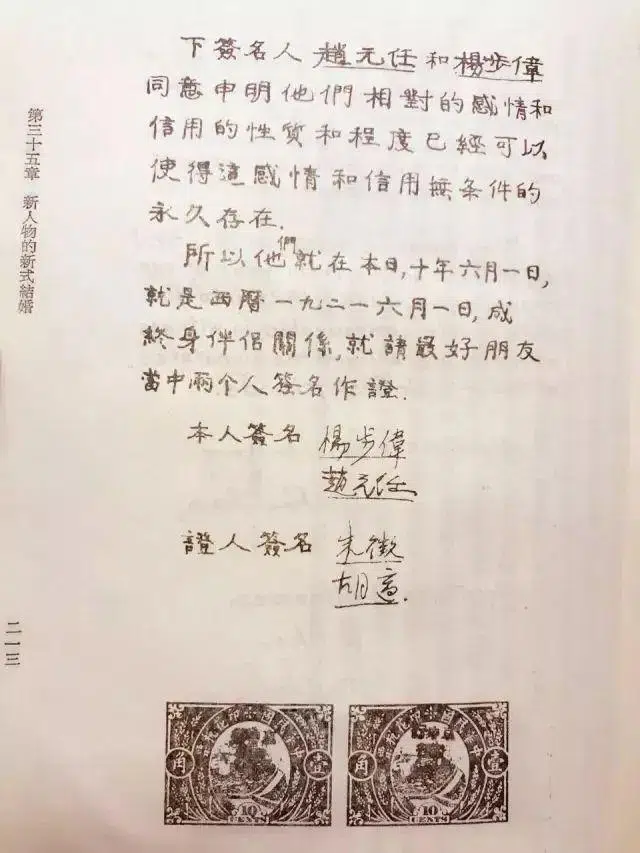 下簽名人 趙元任和楊步偉
同意申明他們相對的感情和
信用的性质和程度已經可以
使得這感情和信用無条件的
永久存在.
所以他們就在本日,十年六月一日,
就是西曆一九二一六月一日,成
終身伴侶關係,就請最好朋友
當中兩个人簽名作證.
本人簽名 楊步偉
趙元任
證人簽名 朱徵
胡適.
第三十五章 新人物的新式結婚
二一三
角 壹
10
CENTS
角 壹
10
CENTS